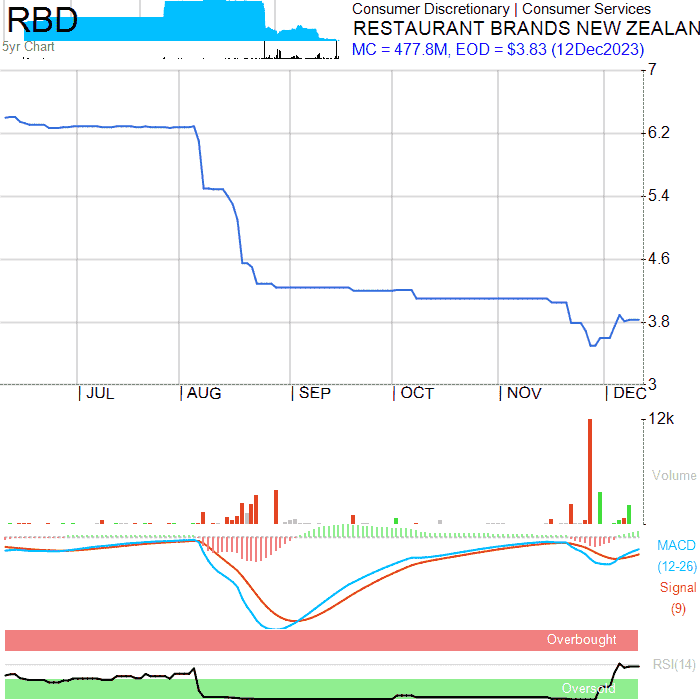 RBD
5yr Chart
Consumer Discretionary | Consumer Services
RESTAURANT BRANDS NEW ZEALAN
MC = 477.8M, EOD = $3.83 (12Dec2023)
7
6.2
5.4
4.6
3.8
3
| JUL | AUG | SEP | OCT | NOV | DEC
12k
Volume
MACD
(12-26)
Signal
(9)
Overbought
RSI(14)
Oversold